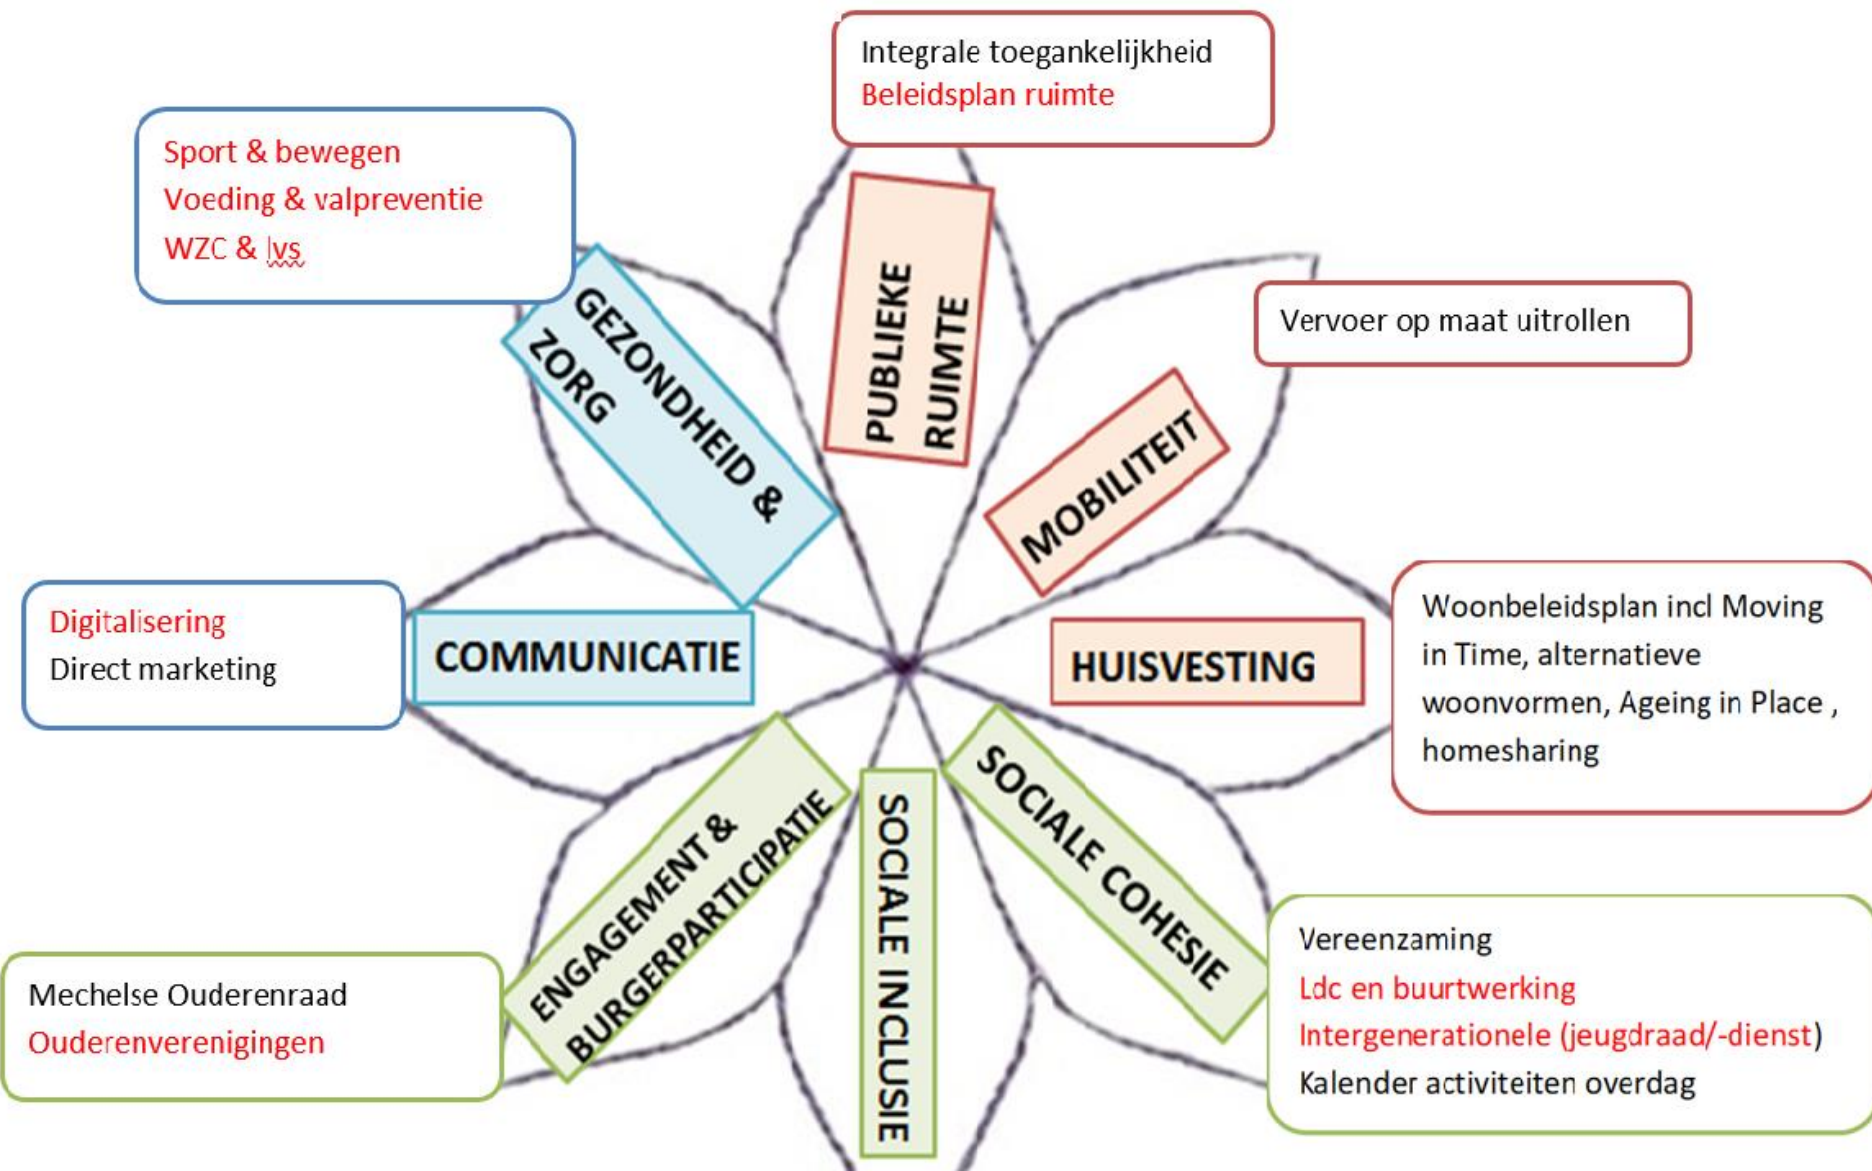 Integrale toegankelijkheid
Beleidsplan ruimte
Sport & bewegen
Voeding & valpreventie
WZC & lvs
PUBLIEKE
RUIMTE
GEZONDHEID &
ZORG
Vervoer op maat uitrollen
MOBILITEIT
Digitalisering
Direct marketing
COMMUNICATIE
HUISVESTING
Woonbeleidsplan incl Moving
in Time, alternatieve
woonvormen, Ageing in Place ,
homesharing
ENGAGEMENT &
BURGERPARTICIPATIE
SOCIALE INCLUSIE
SOCIALE COHESIE
Mechelse Ouderenraad
Ouderenverenigingen
Vereenzaming
Ldc en buurtwerking
Intergenerationele (jeugdraad/-dienst)
Kalender activiteiten overdag